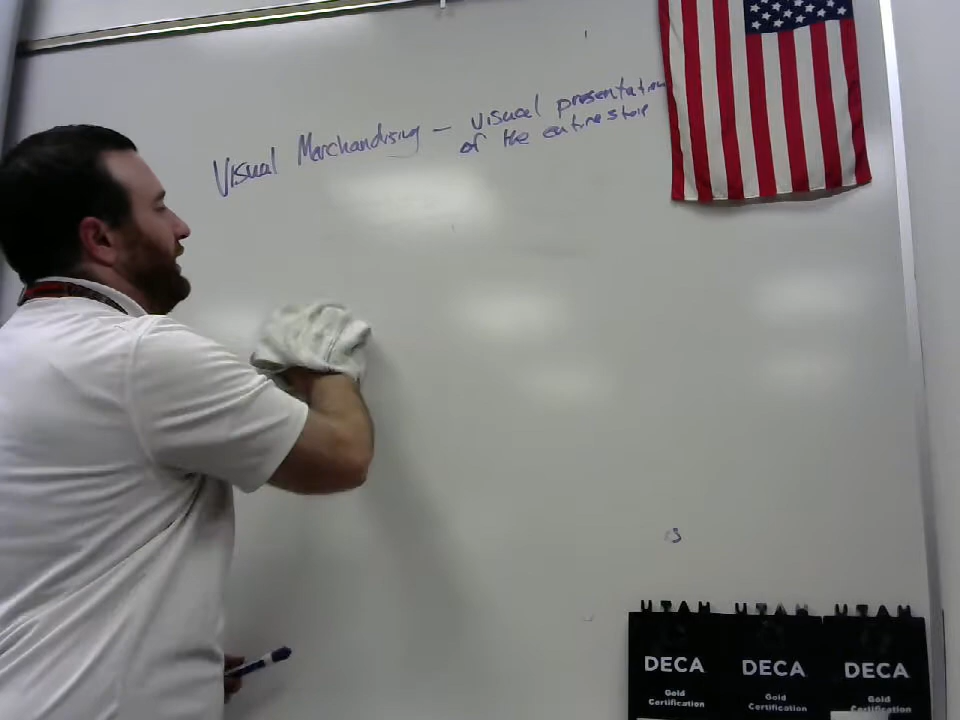 Visual Merchandising – visual presentation
of the entire store
UTAH UTAH UTAH
DECA DECA DECA
Gold Gold Gold
Certification Certification Certification